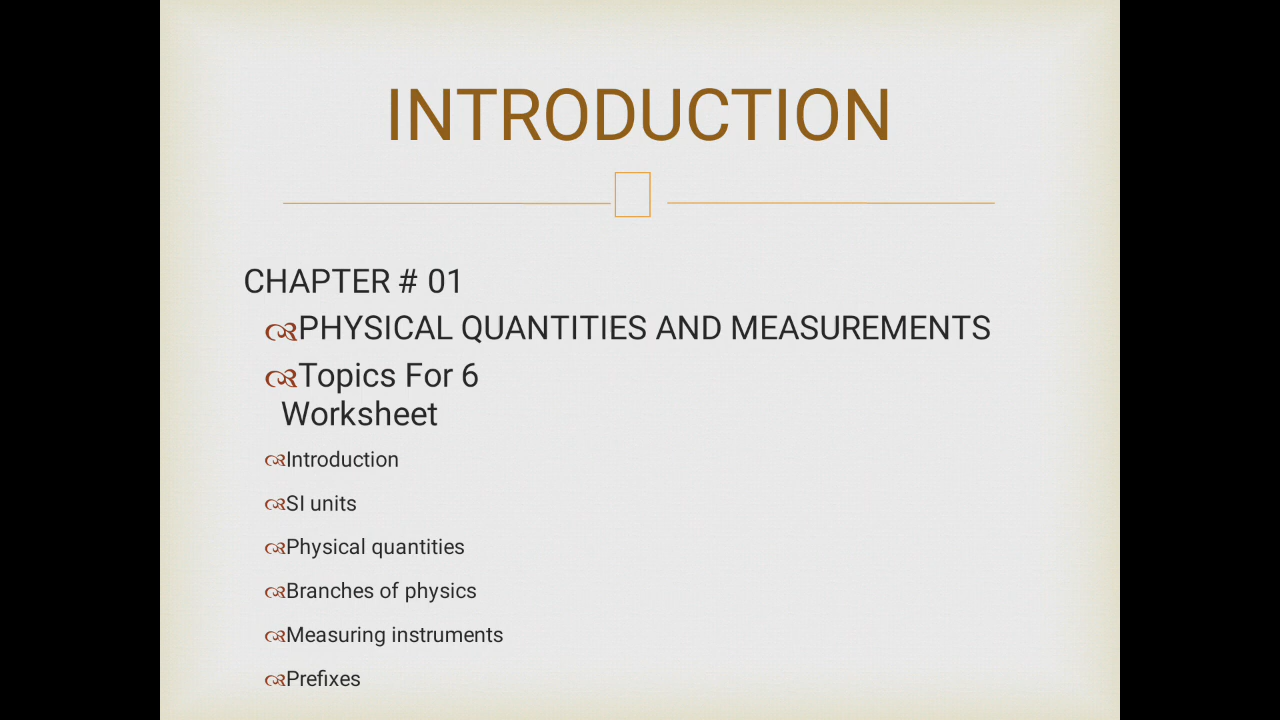 INTRODUCTION
CHAPTER # 01
PHYSICAL QUANTITIES AND MEASUREMENTS
Topics For 6
Worksheet
Introduction
SI units
Physical quantities
Branches of physics
Measuring instruments
Prefixes